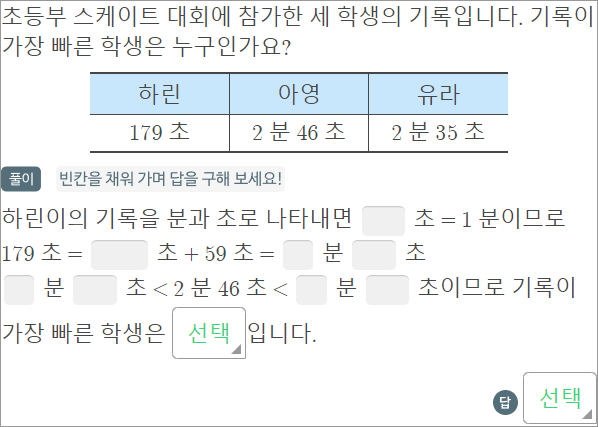 초등부 스케이트 대회에 참가한 세 학생의 기록입니다. 기록이
가장 빠른 학생은 누구인가요?
하린 아영 유라
179 초 2 분 46 초 2 분 35 초
풀이 빈칸을 채워 가며 답을 구해 보세요!
하린이의 기록을 분과 초로 나타내면 초 = 1 분이므로
179 초 = 초 + 59 초 = 분 초
분 초 < 2 분 46 초 < 분 초이므로 기록이
가장 빠른 학생은 선택 입니다.
답 선택